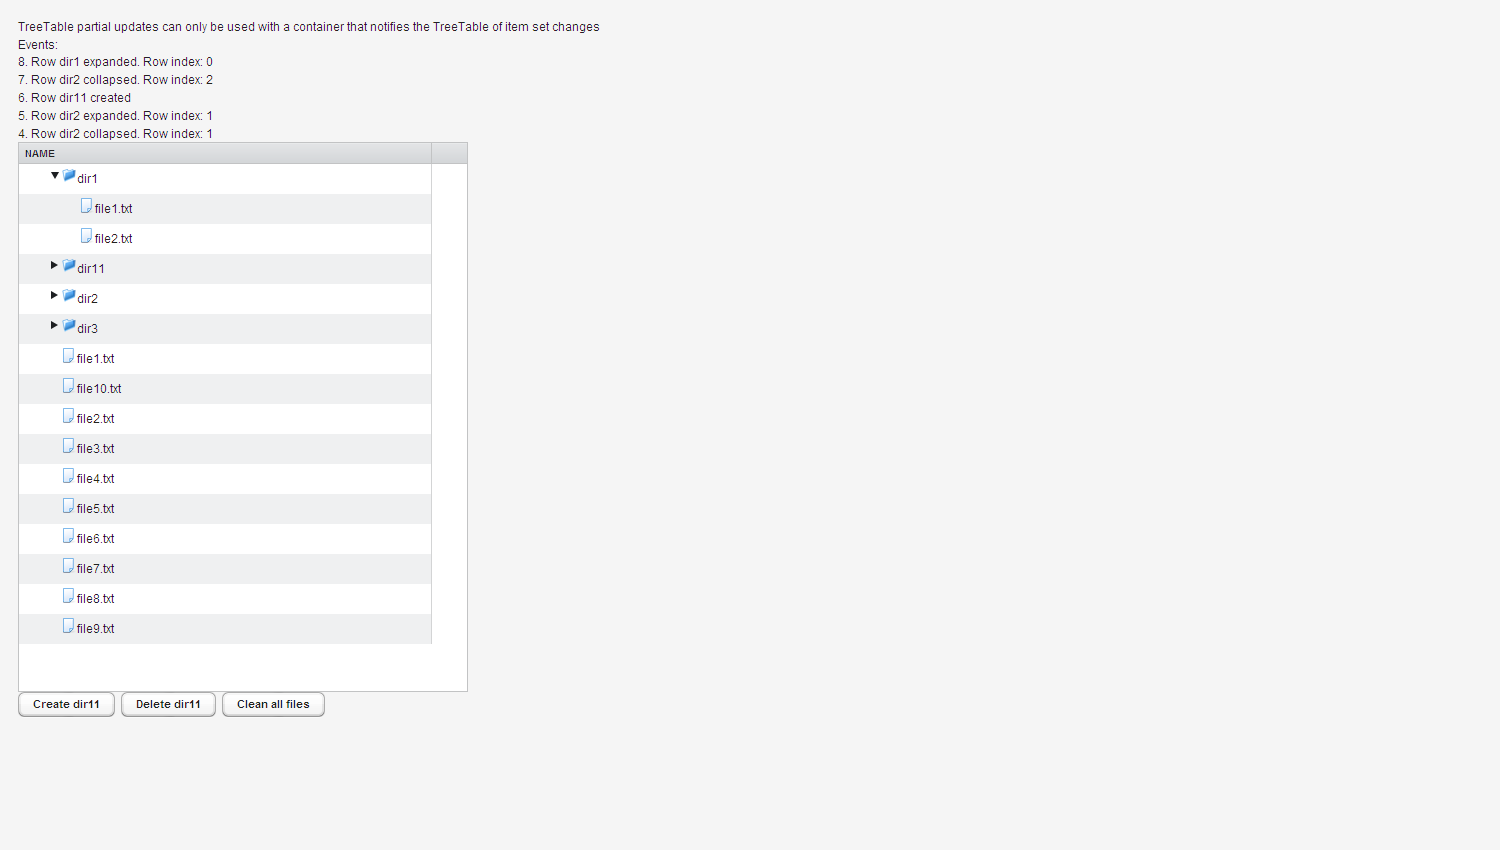 TreeTable partial updates can only be used with a container that notifies the TreeTable of item set changes
Events:
8. Row dir1 expanded. Row index: 0
7. Row dir2 collapsed. Row index: 2
6. Row dir11 created
5. Row dir2 expanded. Row index: 1
4. Row dir2 collapsed. Row index: 1
NAME
dir1
file1.txt
file2.txt
dir11
dir2
dir3
file1.txt
file10.txt
file2.txt
file3.txt
file4.txt
file5.txt
file6.txt
file7.txt
file8.txt
file9.txt
Create dir11 Delete dir11 Clean all files